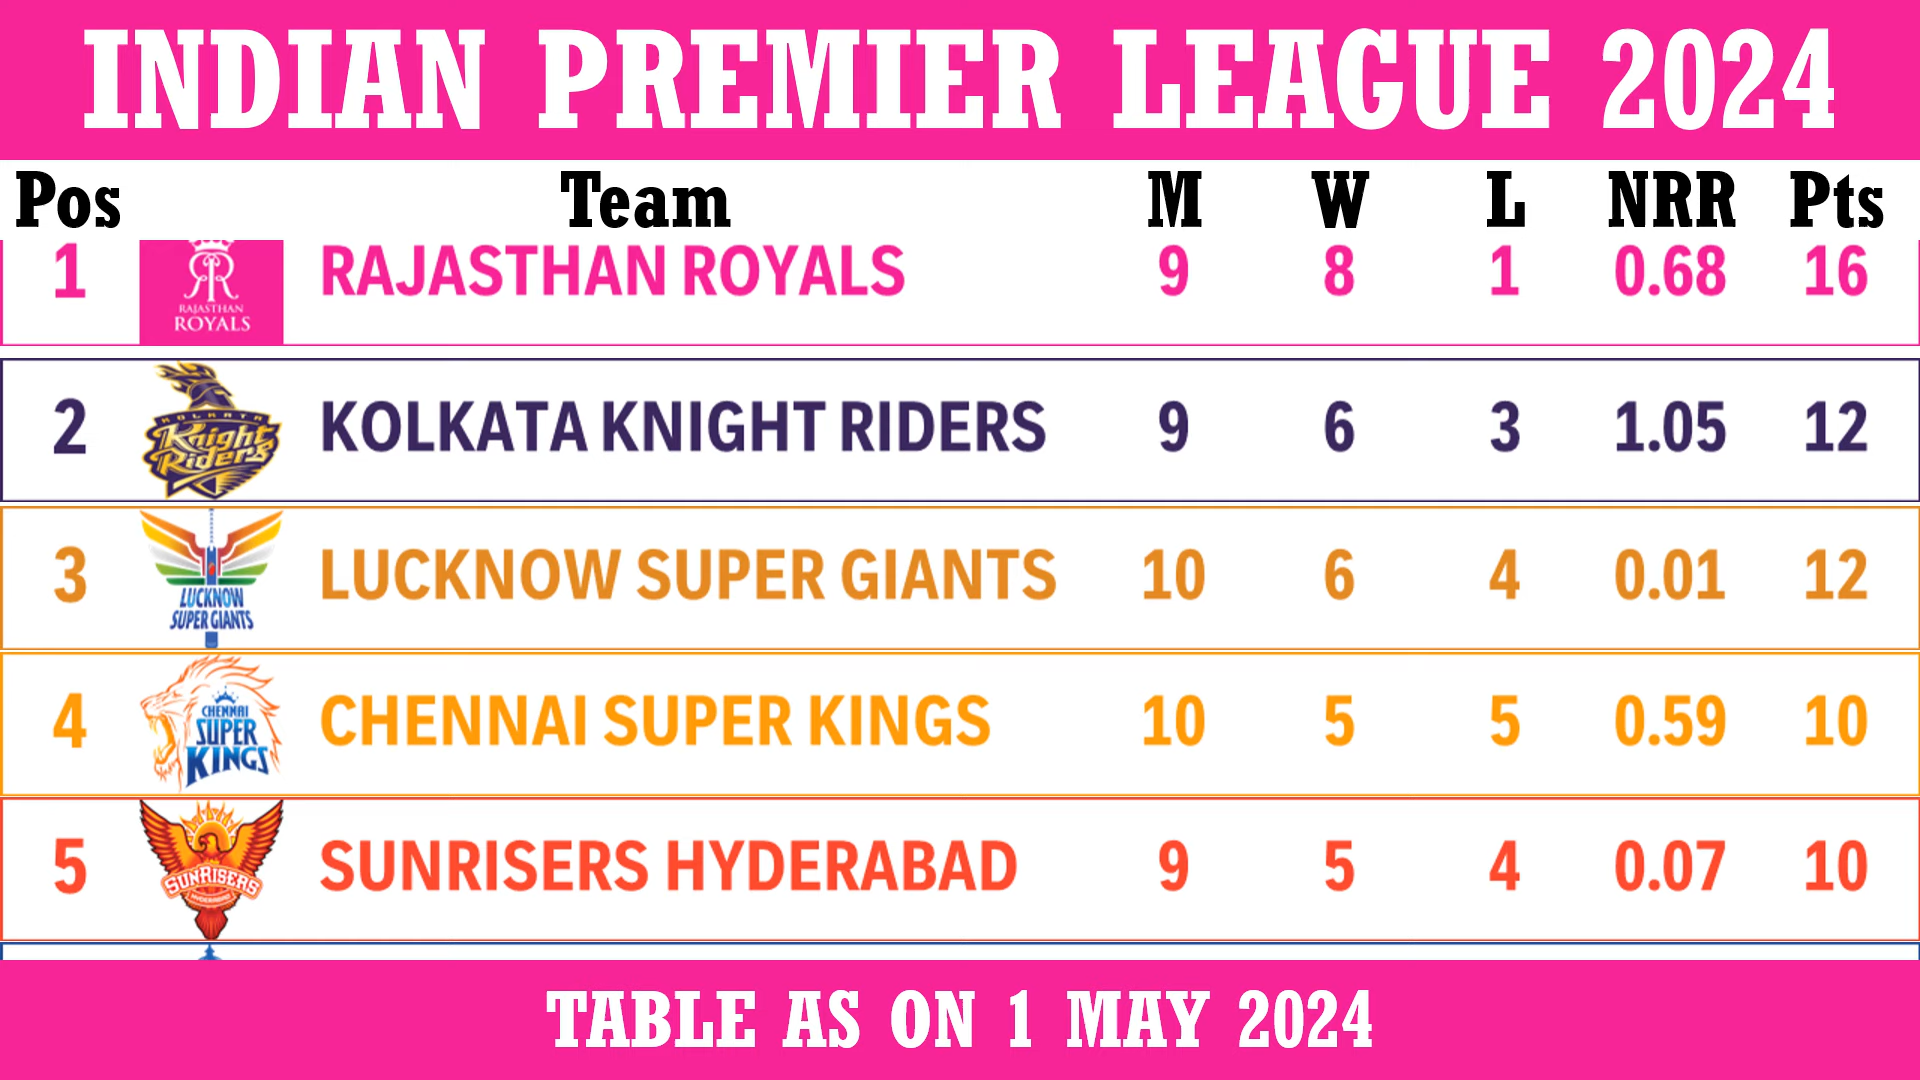 INDIAN PREMIER LEAGUE 2024
Pos Team M W L NRR Pts
1 RAJASTHAN ROYALS RAJASTHAN ROYALS 9 8 1 0.68 16
2 KOLKATA Knight Riders KOLKATA KNIGHT RIDERS 9 6 3 1.05 12
3 LUCKNOW SUPER GIANTS LUCKNOW SUPER GIANTS 10 6 4 0.01 12
4 CHENNAI SUPER KINGS CHENNAI SUPER KINGS 10 5 5 0.59 10
5 SUNRISERS HYDERABAD SUNRISERS HYDERABAD 9 5 4 0.07 10
TABLE AS ON 1 MAY 2024